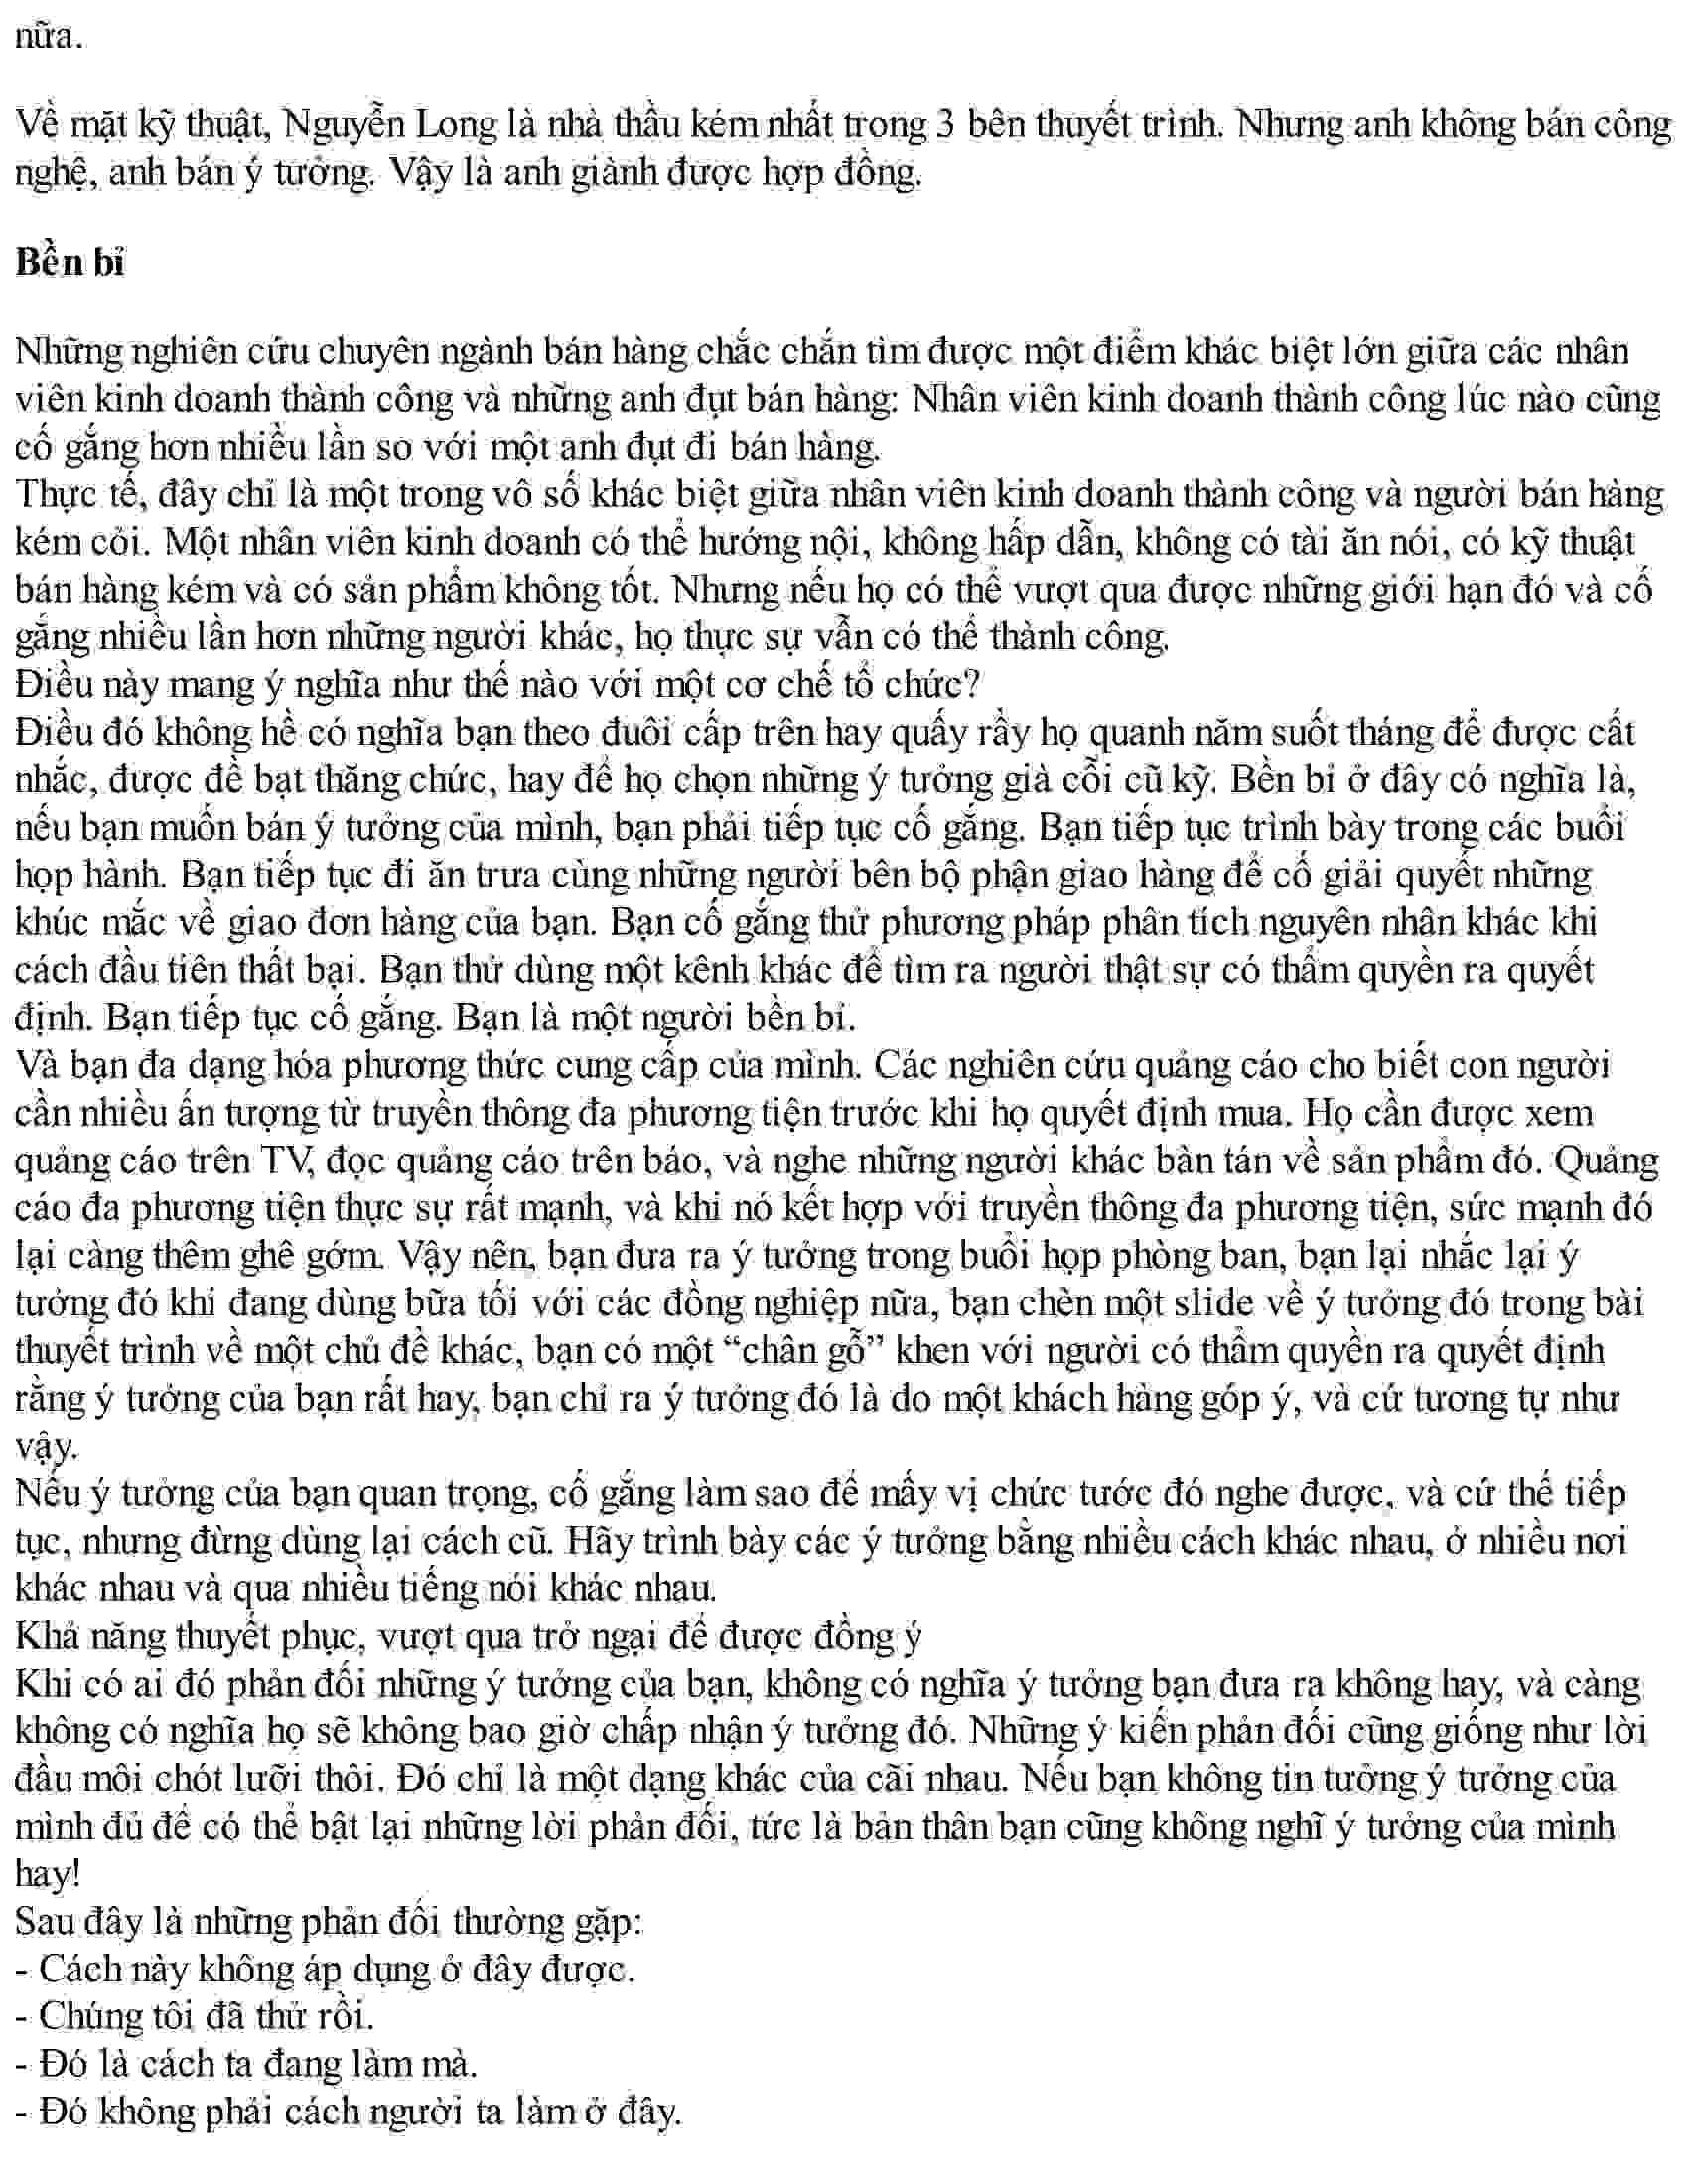 nữa.
Về mặt kỹ thuật, Nguyễn Long là nhà thầu kém nhất trong 3 bên thuyết trình. Nhưng anh không bán công
nghệ, anh bán ý tưởng. Vậy là anh giành được hợp đồng.
Bền bỉ
Những nghiên cứu chuyên ngành bán hàng chắc chắn tìm được một điểm khác biệt lớn giữa các nhân
viên kinh doanh thành công và những anh đụt bán hàng: Nhân viên kinh doanh thành công lúc nào cũng
cố gắng hơn nhiều lần so với một anh đụt đi bán hàng.
Thực tế, đây chỉ là một trong vô số khác biệt giữa nhân viên kinh doanh thành công và người bán hàng
kém cỏi. Một nhân viên kinh doanh có thể hướng nội, không hấp dẫn, không có tài ăn nói, có kỹ thuật
bán hàng kém và có sản phẩm không tốt. Nhưng nếu họ có thể vượt qua được những giới hạn đó và cố
gắng nhiều lần hơn những người khác, họ thực sự vẫn có thể thành công.
Điều này mang ý nghĩa như thế nào với một cơ chế tổ chức?
Điều đó không hề có nghĩa bạn theo đuôi cấp trên hay quấy rầy họ quanh năm suốt tháng để được cất
nhắc, được đề bạt thăng chức, hay để họ chọn những ý tưởng già cỗi cũ kỹ. Bền bỉ ở đây có nghĩa là,
nếu bạn muốn bán ý tưởng của mình, bạn phải tiếp tục cố gắng. Bạn tiếp tục trình bày trong các buổi
họp hành. Bạn tiếp tục đi ăn trưa cùng những người bên bộ phận giao hàng để cố giải quyết những
khúc mắc về giao đơn hàng của bạn. Bạn cố gắng thử phương pháp phân tích nguyên nhân khác khi
cách đầu tiên thất bại. Bạn thử dùng một kênh khác để tìm ra người thật sự có thẩm quyền ra quyết
định. Bạn tiếp tục cố gắng. Bạn là một người bền bỉ.
Và bạn đa dạng hóa phương thức cung cấp của mình. Các nghiên cứu quảng cáo cho biết con người
cần nhiều ấn tượng từ truyền thông đa phương tiện trước khi họ quyết định mua. Họ cần được xem
quảng cáo trên TV, đọc quảng cáo trên báo, và nghe những người khác bàn tán về sản phẩm đó. Quảng
cáo đa phương tiện thực sự rất mạnh, và khi nó kết hợp với truyền thông đa phương tiện, sức mạnh đó
lại càng thêm ghê gớm. Vậy nên, bạn đưa ra ý tưởng trong buổi họp phòng ban, bạn lại nhắc lại ý
tưởng đó khi đang dùng bữa tối với các đồng nghiệp nữa, bạn chèn một slide về ý tưởng đó trong bài
thuyết trình về một chủ đề khác, bạn có một “chân gỗ” khen với người có thẩm quyền ra quyết định
rằng ý tưởng của bạn rất hay, bạn chỉ ra ý tưởng đó là do một khách hàng góp ý, và cứ tương tự như
vậy.
Nếu ý tưởng của bạn quan trọng, cố gắng làm sao để mấy vị chức tước đó nghe được, và cứ thế tiếp
tục, nhưng đừng dùng lại cách cũ. Hãy trình bày các ý tưởng bằng nhiều cách khác nhau, ở nhiều nơi
khác nhau và qua nhiều tiếng nói khác nhau.
Khả năng thuyết phục, vượt qua trở ngại để được đồng ý
Khi có ai đó phản đối những ý tưởng của bạn, không có nghĩa ý tưởng bạn đưa ra không hay, và càng
không có nghĩa họ sẽ không bao giờ chấp nhận ý tưởng đó. Những ý kiến phản đối cũng giống như lời
đầu môi chót lưỡi thôi. Đó chỉ là một dạng khác của cãi nhau. Nếu bạn không tin tưởng ý tưởng của
mình đủ để có thể bật lại những lời phản đối, tức là bản thân bạn cũng không nghĩ ý tưởng của mình
hay!
Sau đây là những phản đối thường gặp:
- Cách này không áp dụng ở đây được.
- Chúng tôi đã thử rồi.
- Đó là cách ta đang làm mà.
- Đó không phải cách người ta làm ở đây.